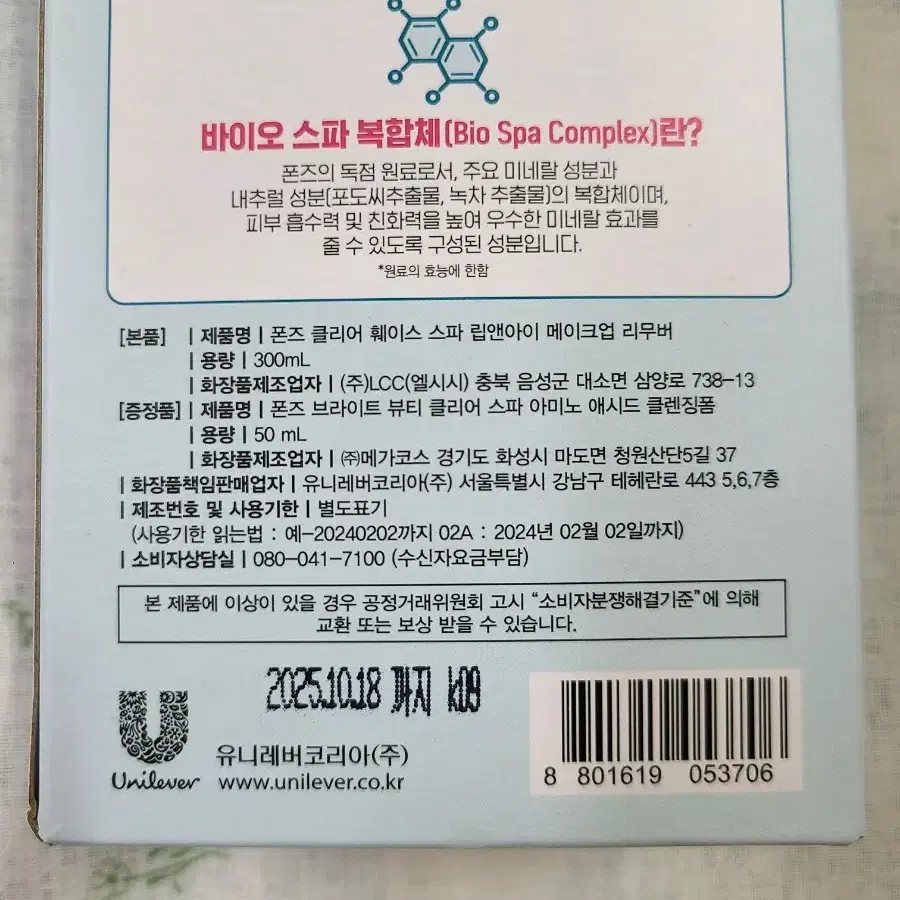 바이오 스파 복합체(Bio Spa Complex)란?
폰즈의 독점 원료로서, 주요 미네랄 성분과
내추럴 성분(포도씨추출물, 녹차 추출물)의 복합체이며,
피부 흡수력 및 친화력을 높여 우수한 미네랄 효과를
줄 수 있도록 구성된 성분입니다.
*원료의 효능에 한함
[본품] | 제품명 | 폰즈 클리어 훼이스 스파 립앤아이 메이크업 리무버
| 용량 | 300mL
| 화장품제조업자 | (주)LCC(엘시시) 충북 음성군 대소면 삼양로 738-13
[증정품] | 제품명 | 폰즈 브라이트 뷰티 클리어 스파 아미노 애시드 클렌징폼
| 용량 | 50 mL
| 화장품제조업자 | ㈜메가코스 경기도 화성시 마도면 청원산단5길 37
| 화장품책임판매업자 | 유니레버코리아(주) 서울특별시 강남구 테헤란로 443 5,6,7층
| 제조번호 및 사용기한 | 별도표기
(사용기한 읽는법 : 예-20240202까지 02A : 2024년 02월 02일까지)
| 소비자상담실 | 080-041-7100 (수신자요금부담)
본 제품에 이상이 있을 경우 공정거래위원회 고시 "소비자분쟁해결기준"에 의해
교환 또는 보상 받을 수 있습니다.
2025.10.18 까지 k09
Unilever
유니레버코리아(주)
www.unilever.co.kr
8 801619 053706